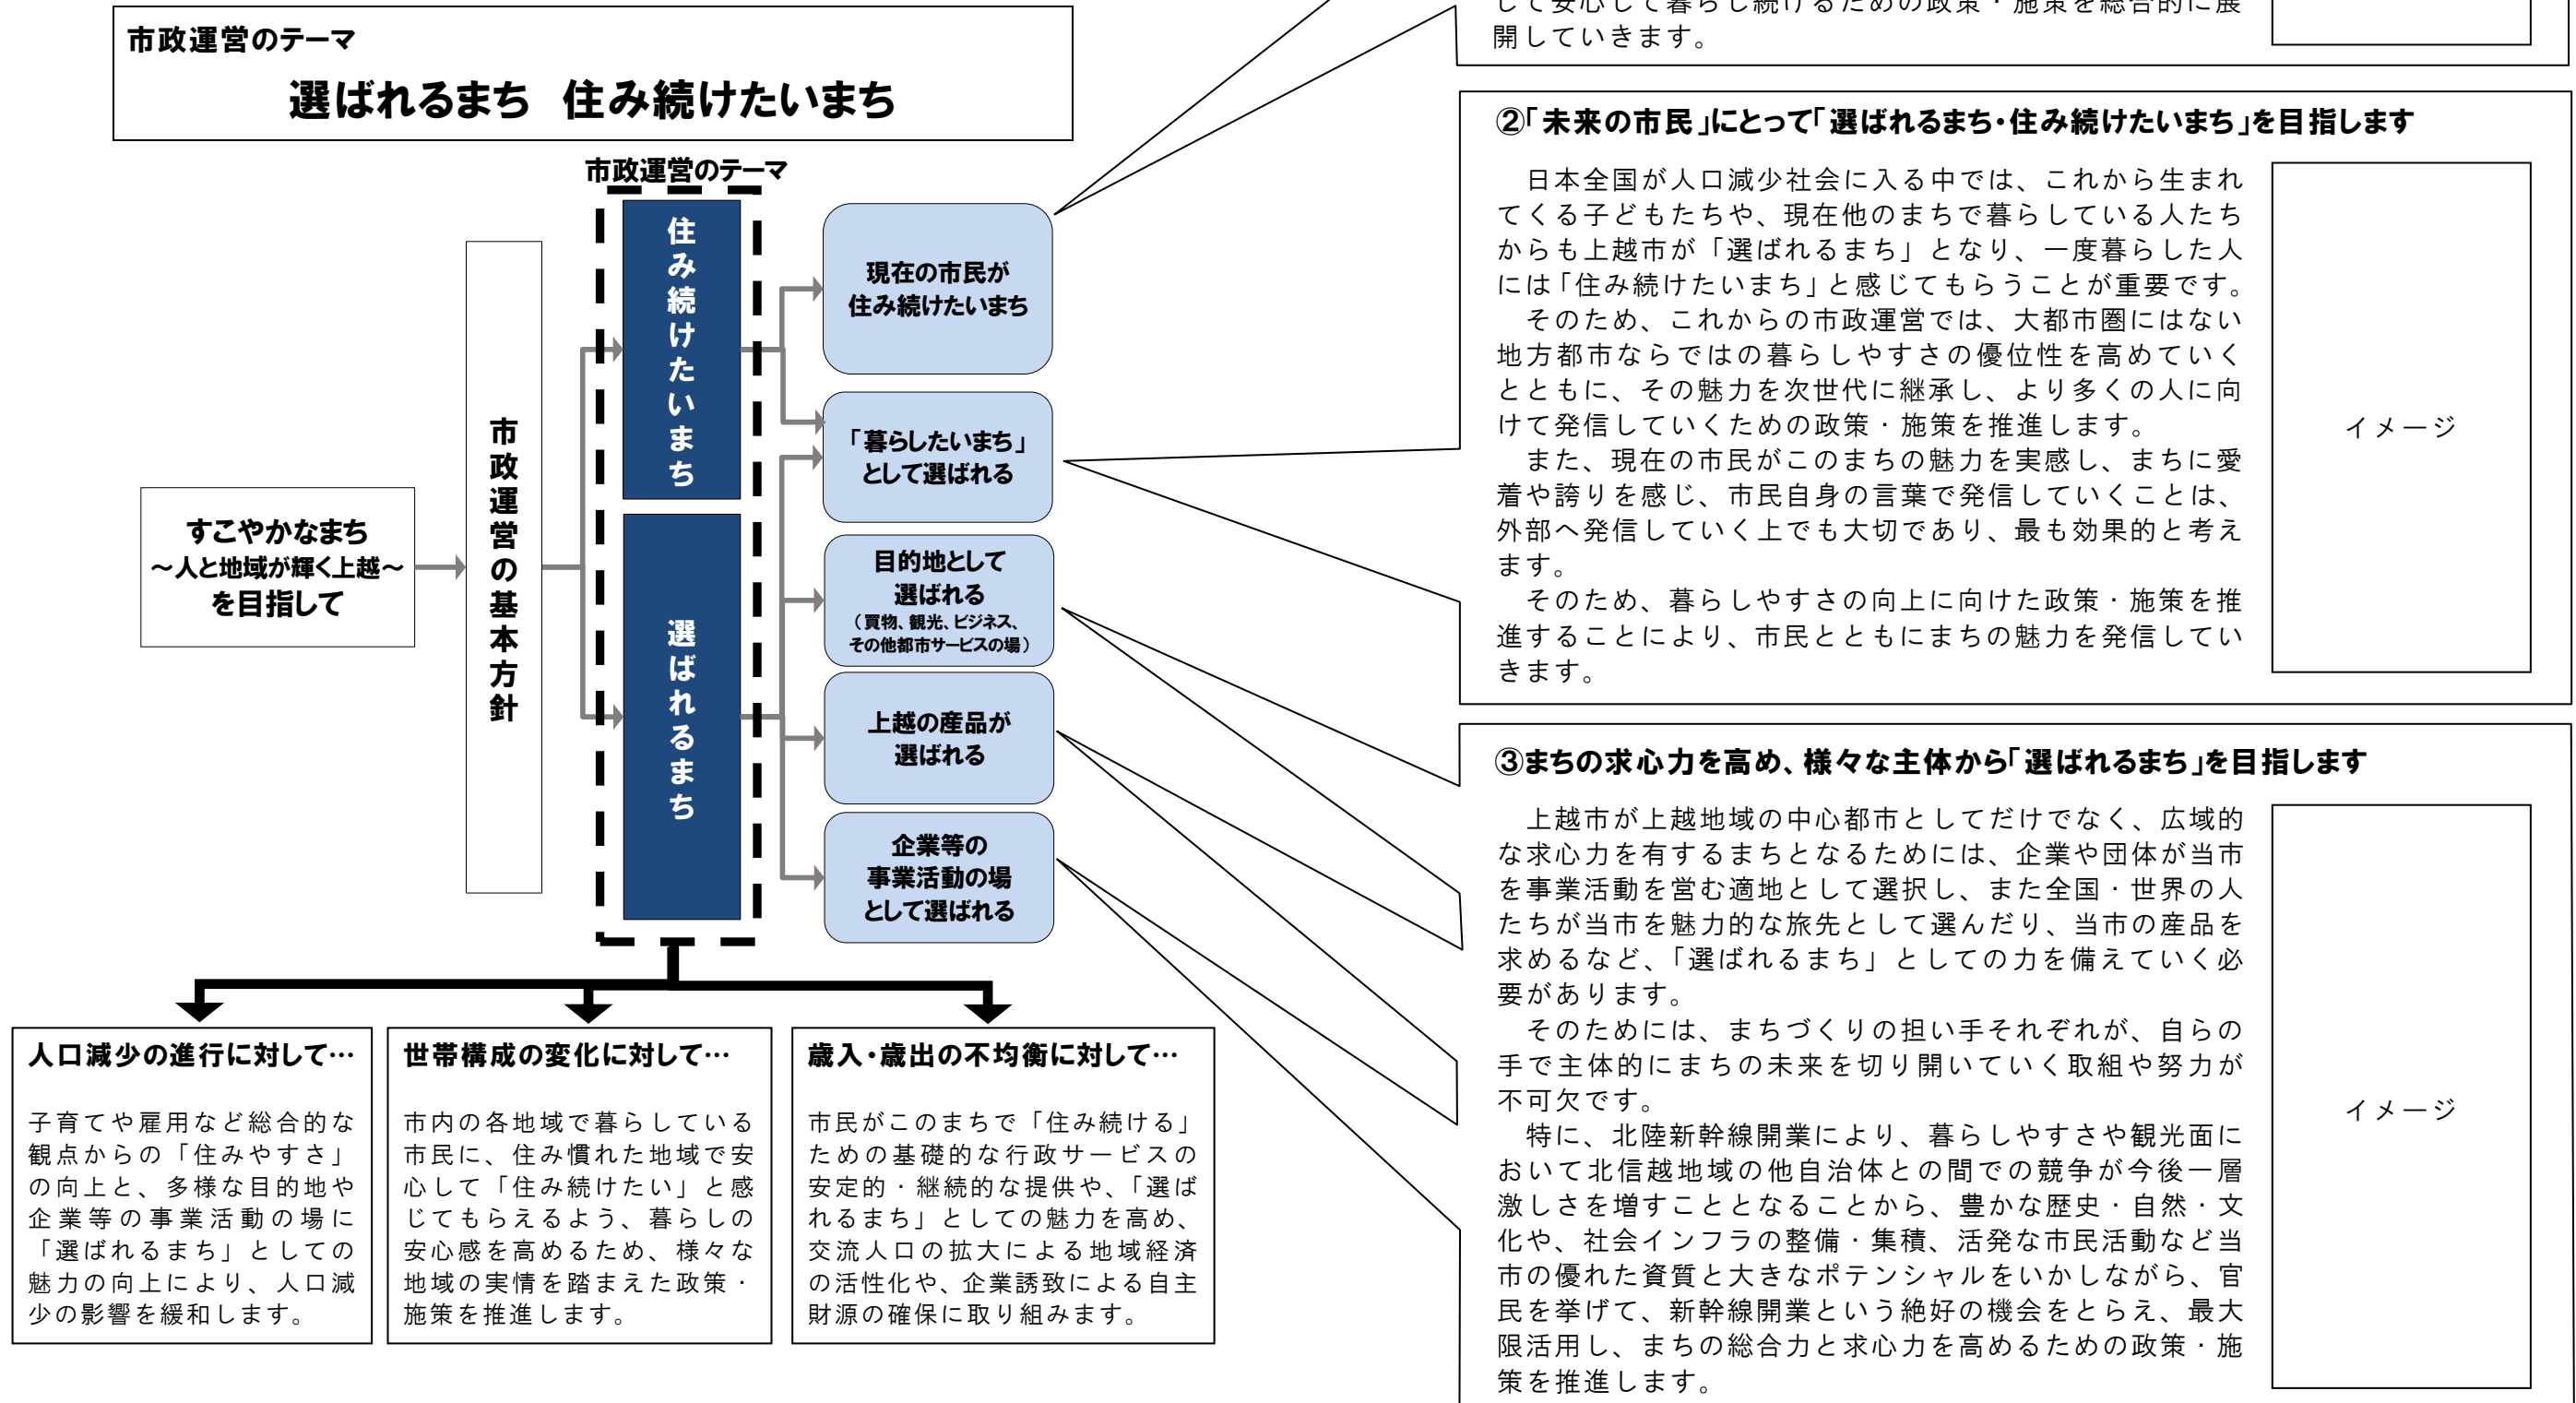 市政運営のテーマ
選ばれるまち　住み続けたいまち
市政運営のテーマ
すこやかなまち
～人と地域が輝く上越～
を目指して
市政運営の基本方針
住み続けたいまち
選ばれるまち
現在の市民が
住み続けたいまち
「暮らしたいまち」
として選ばれる
目的地として
選ばれる
（買物、観光、ビジネス、
その他都市サービスの場）
上越の産品が
選ばれる
企業等の
事業活動の場
として選ばれる
人口減少の進行に対して…
子育てや雇用など総合的な
観点からの「住みやすさ」
の向上と、多様な目的地や
企業等の事業活動の場に
「選ばれるまち」としての
魅力の向上により、人口減
少の影響を緩和します。
世帯構成の変化に対して…
市内の各地域で暮らしている
市民に、住み慣れた地域で安
心して「住み続けたい」と感
じてもらえるよう、暮らしの
安心感を高めるため、様々な
地域の実情を踏まえた政策・
施策を推進します。
歳入・歳出の不均衡に対して…
市民がこのまちで「住み続ける」
ための基礎的な行政サービスの
安定的・継続的な提供や、「選ば
れるまち」としての魅力を高め、
交流人口の拡大による地域経済
の活性化や、企業誘致による自主
財源の確保に取り組みます。
して安心して暮らし続けるための政策・施策を総合的に展
開していきます。
②「未来の市民」にとって「選ばれるまち・住み続けたいまち」を目指します
日本全国が人口減少社会に入る中では、これから生まれ
てくる子どもたちや、現在他のまちで暮らしている人たち
からも上越市が「選ばれるまち」となり、一度暮らした人
には「住み続けたいまち」と感じてもらうことが重要です。
そのため、これからの市政運営では、大都市圏にはない
地方都市ならではの暮らしやすさの優位性を高めていく
とともに、その魅力を次世代に継承し、より多くの人に向
けて発信していくための政策・施策を推進します。
また、現在の市民がこのまちの魅力を実感し、まちに愛
着や誇りを感じ、市民自身の言葉で発信していくことは、
外部へ発信していく上でも大切であり、最も効果的と考え
ます。
そのため、暮らしやすさの向上に向けた政策・施策を推
進することにより、市民とともにまちの魅力を発信してい
きます。
イメージ
③まちの求心力を高め、様々な主体から「選ばれるまち」を目指します
上越市が上越地域の中心都市としてだけでなく、広域的
な求心力を有するまちとなるためには、企業や団体が当市
を事業活動を営む適地として選択し、また全国・世界の人
たちが当市を魅力的な旅先として選んだり、当市の産品を
求めるなど、「選ばれるまち」としての力を備えていく必
要があります。
そのためには、まちづくりの担い手それぞれが、自らの
手で主体的にまちの未来を切り開いていく取組や努力が
不可欠です。
特に、北陸新幹線開業により、暮らしやすさや観光面に
おいて北信越地域の他自治体との間での競争が今後一層
激しさを増すこととなることから、豊かな歴史・自然・文
化や、社会インフラの整備・集積、活発な市民活動など当
市の優れた資質と大きなポテンシャルをいかしながら、官
民を挙げて、新幹線開業という絶好の機会をとらえ、最大
限活用し、まちの総合力と求心力を高めるための政策・施
策を推進します。
イメージ